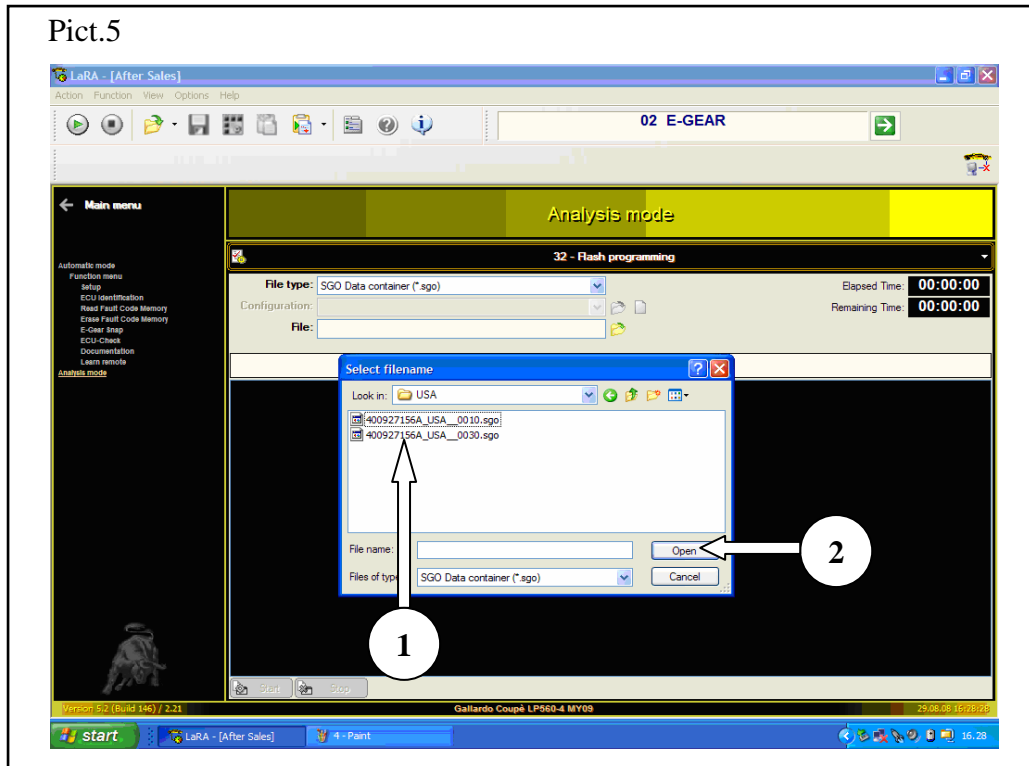 Pict.5
LaRA - [After Sales]
Action Function View Options Help
02 E-GEAR
Main menu
Analysis mode
Automatic mode
Function menu
Setup
ECU Identification
Read Fault Code Memory
Erase Fault Code Memory
E-Gear Snap
ECU-Check
Documentation
Learn remote
Analysis mode
32 - Flash programming
File type: SGO Data container (*.sgo)
Elapsed Time: 00:00:00
Configuration:
Remaining Time: 00:00:00
File:
Select filename
Look in: USA
400927156A_USA__0010.sgo
400927156A_USA__0030.sgo
File name:
Open
2
Files of typ SGO Data container (*.sgo)
Cancel
1
Start Stop
Version 5.2 (Build 146) / 2.21
Gallardo Coupè LP560-4 MY09
29.08.08 16:28:28
start
LaRA - [After Sales]
4 - Paint
16.28